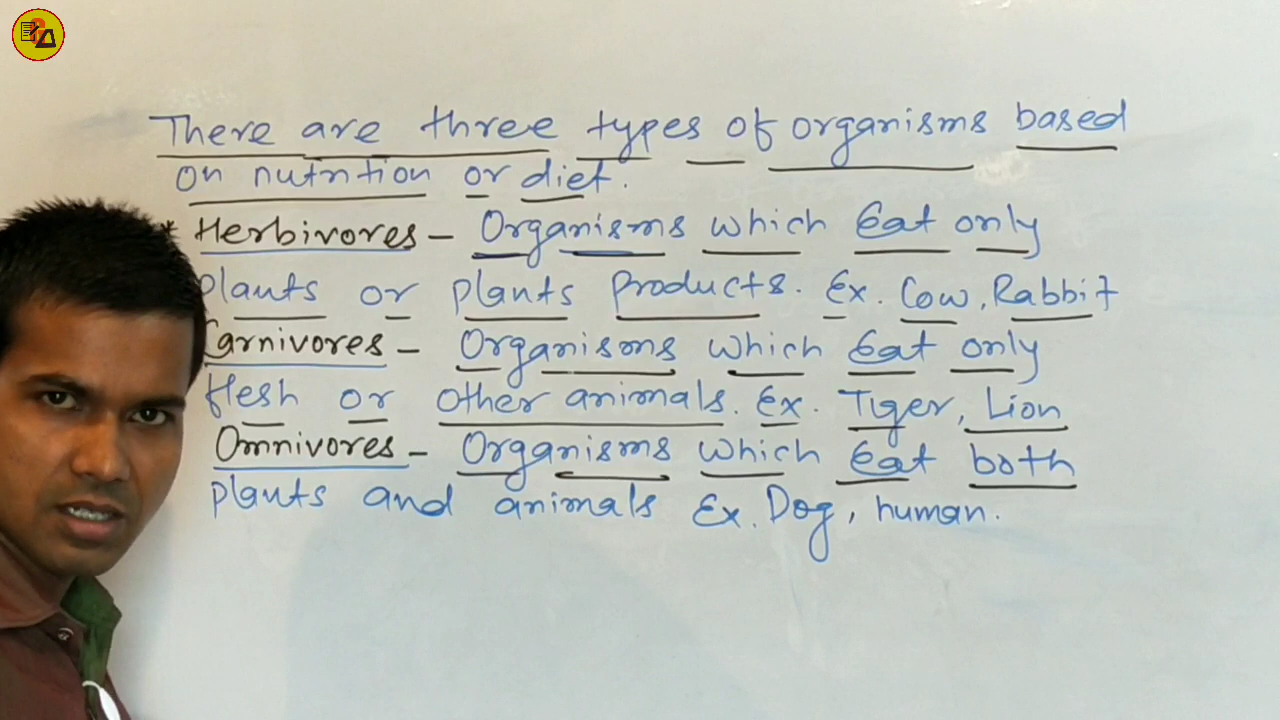 There are three types of organisms based
on nutrition or diet.
* Herbivores - Organisms which Eat only
plants or plants products. Ex. Cow, Rabbit
Carnivores - Organisms which Eat only
flesh or other animals. Ex. Tiger, Lion
Omnivores - Organisms which Eat both
plants and animals Ex. Dog, human.